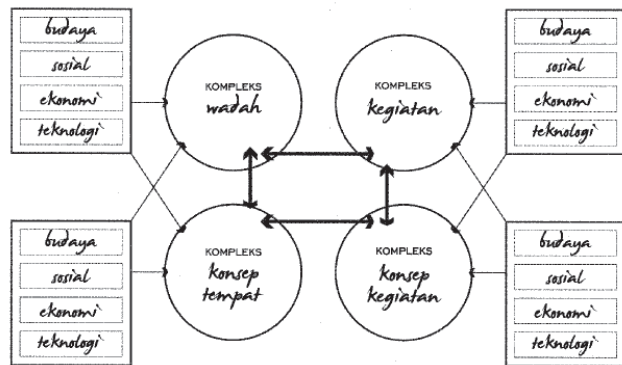 budaya
sosial
ekonomi
teknologi
KOMPLEKS
wadah
KOMPLEKS
kegiatan
budaya
sosial
ekonomi
teknologi
budaya
sosial
ekonomi
teknologi
KOMPLEKS
konsep
tempat
KOMPLEKS
konsep
kegiatan
budaya
sosial
ekonomi
teknologi